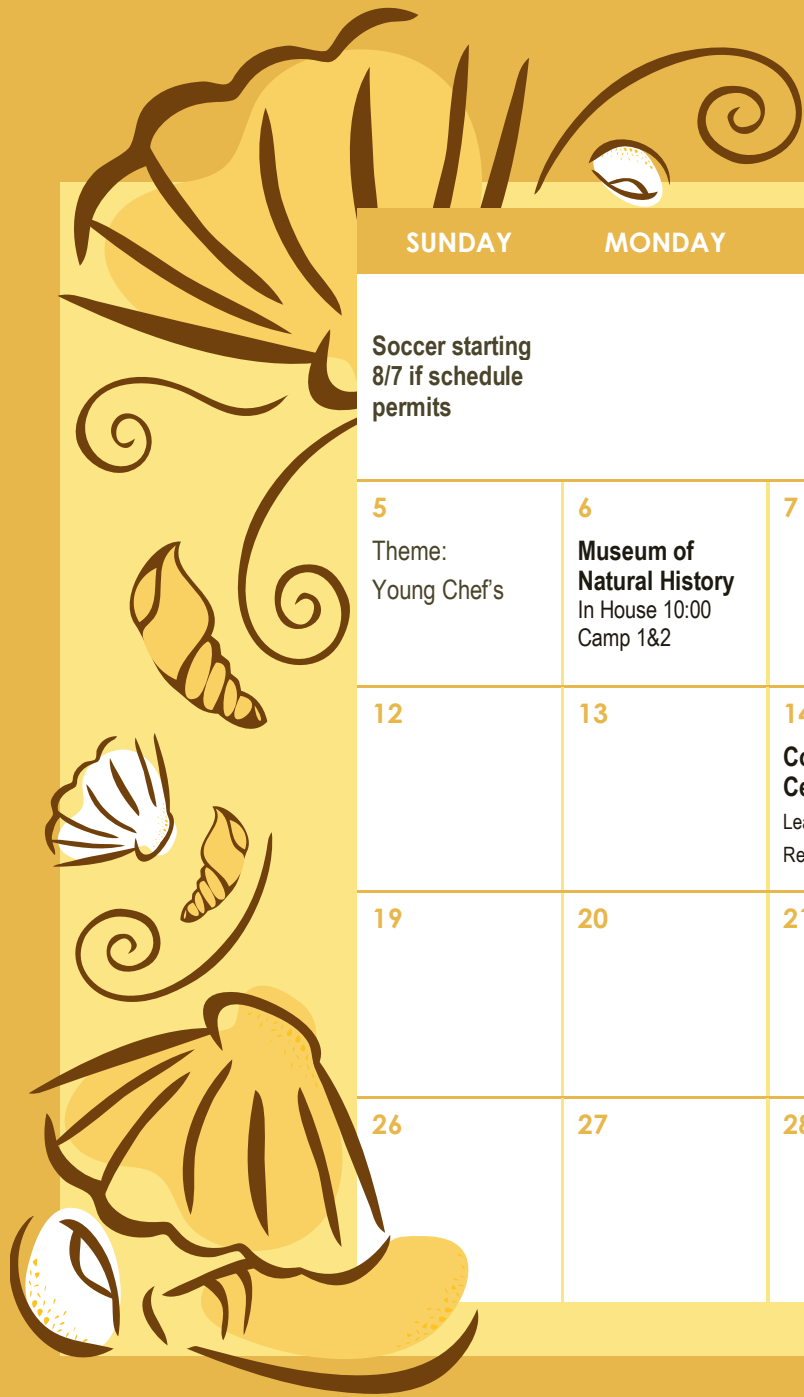 SUNDAY MONDAY
Soccer starting
8/7 if schedule
permits
5 6 7
Theme:
Young Chef's
Museum of
Natural History
In House 10:00
Camp 1&2
12 13
19 20
26 27